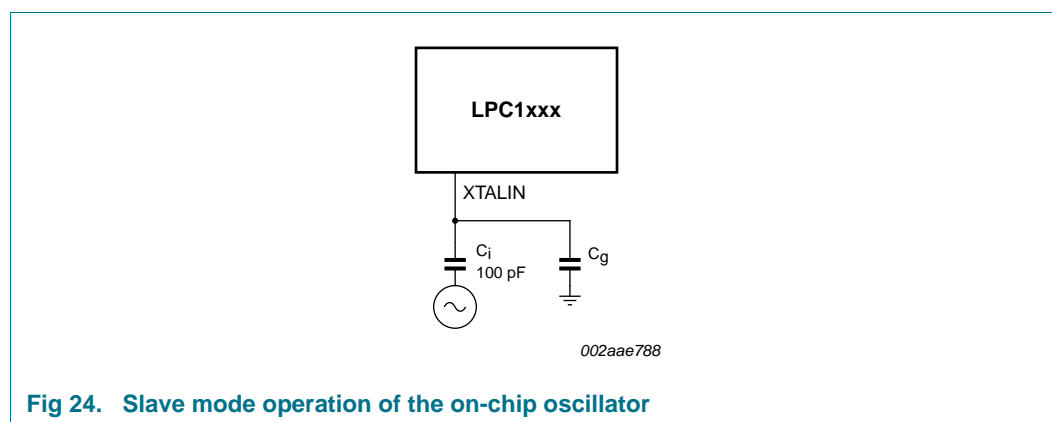 LPC1xxx
XTALIN
Ci
100 pF
Cg
002aae788
Fig 24. Slave mode operation of the on-chip oscillator